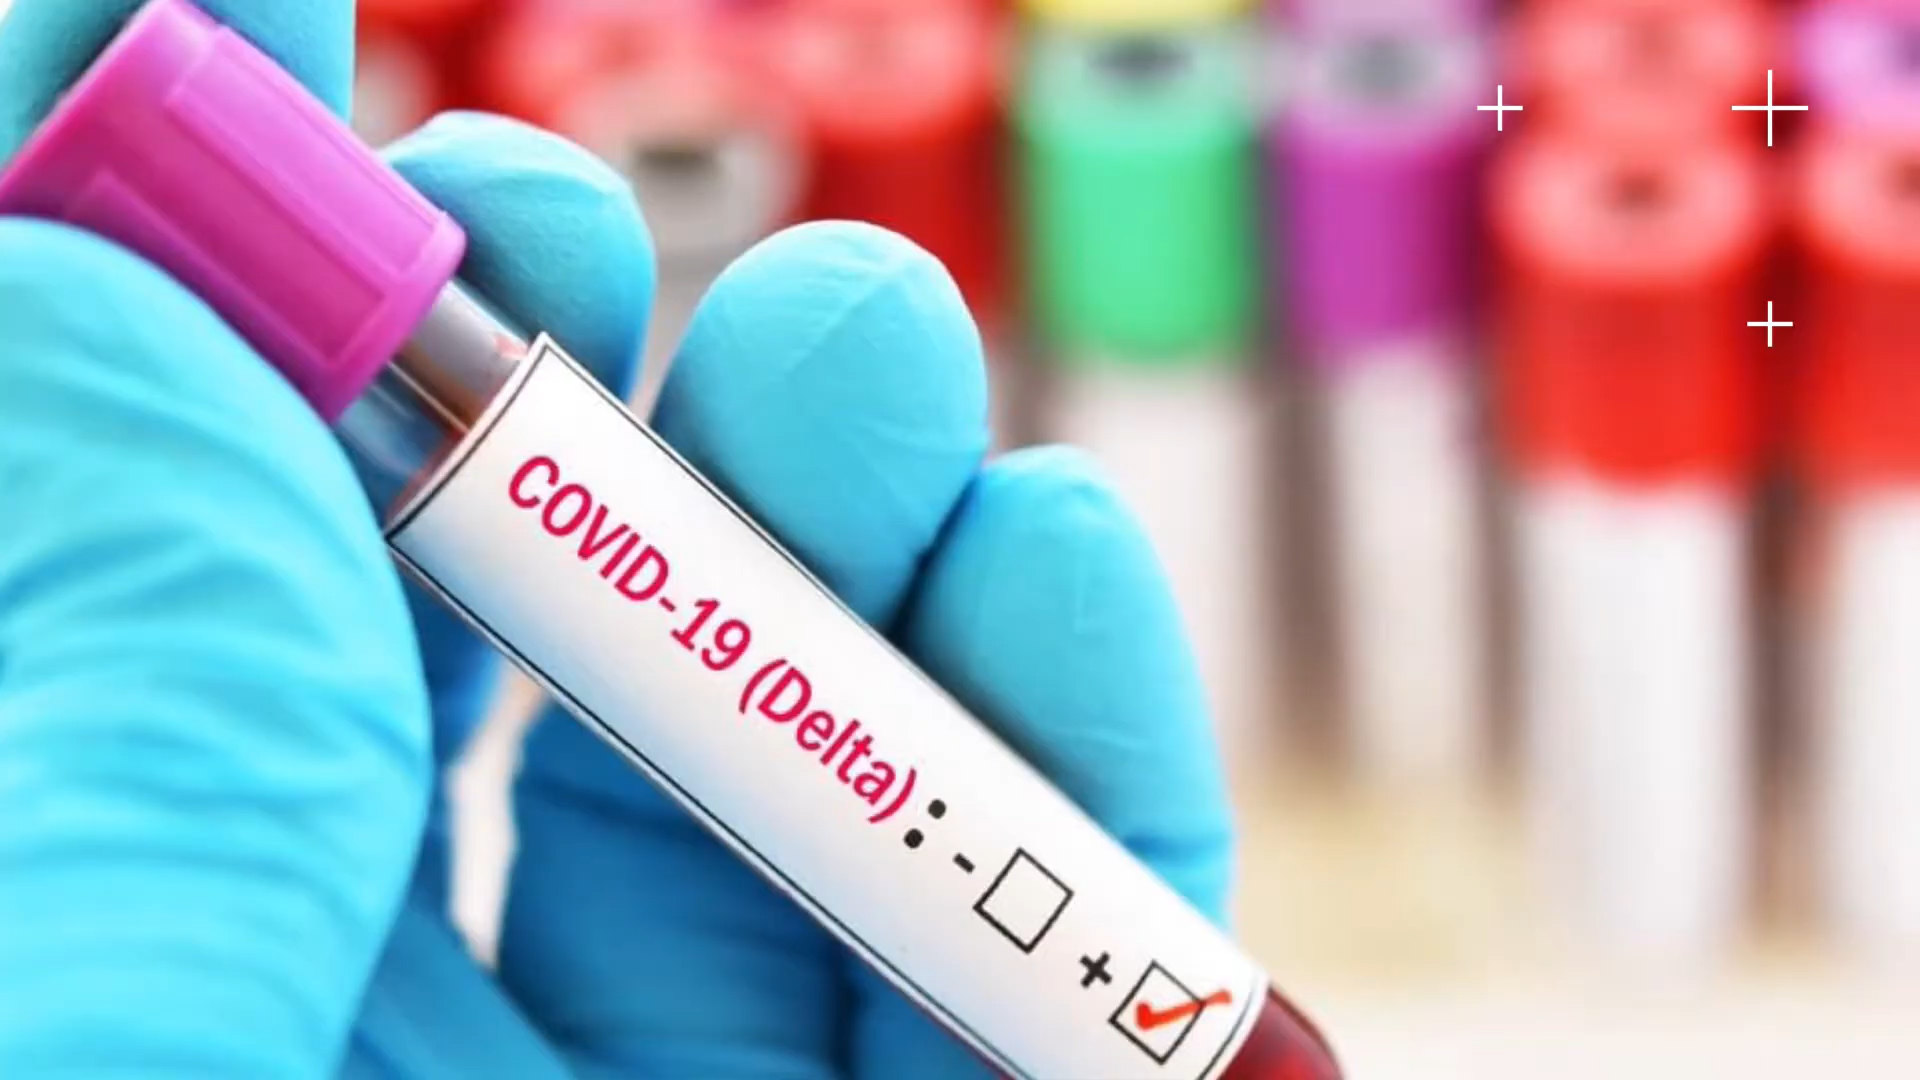 COVID-19 (Delta) : - ☐
+ ☑